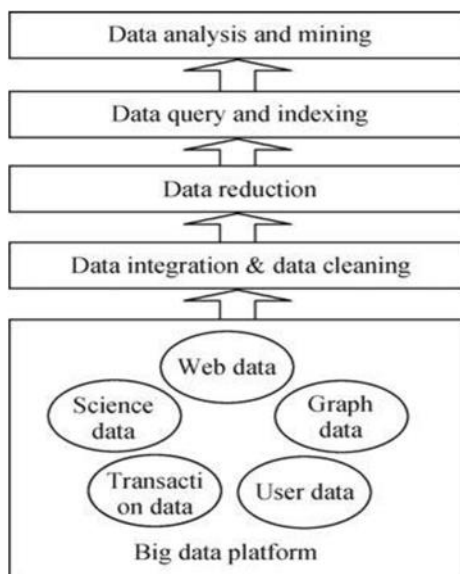 Data analysis and mining
Data query and indexing
Data reduction
Data integration & data cleaning
Web data
Science
data
Graph
data
Transacti
on data
User data
Big data platform